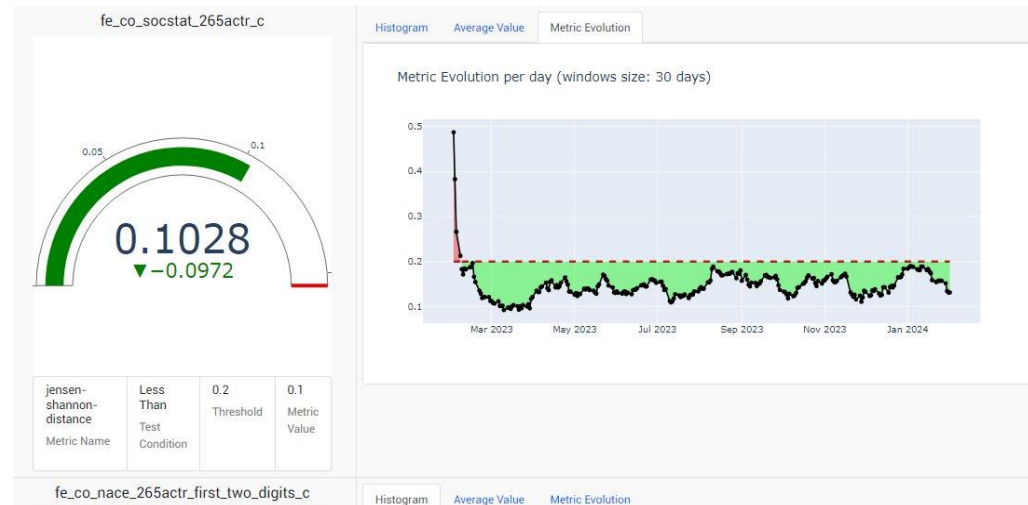 fe_co_socstat_265actr_c
Histogram Average Value Metric Evolution
Metric Evolution per day (windows size: 30 days)
0.5
0.4
0.3
0.2
0.1
Mar 2023 May 2023 Jul 2023 Sep 2023 Nov 2023 Jan 2024
0.05
0.1
0.1028
▼−0.0972
jensen-
shannon-
distance
Metric Name
Less
Than
Test
Condition
0.2
Threshold
0.1
Metric
Value
fe_co_nace_265actr_first_two_digits_c
Histogram Average Value Metric Evolution